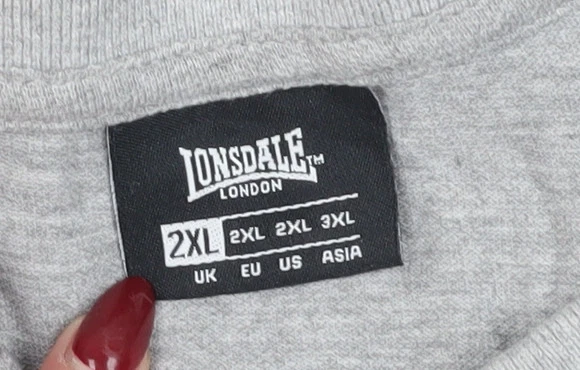 LONSDALE™
LONDON
2XL 2XL 2XL 3XL
UK EU US ASIA